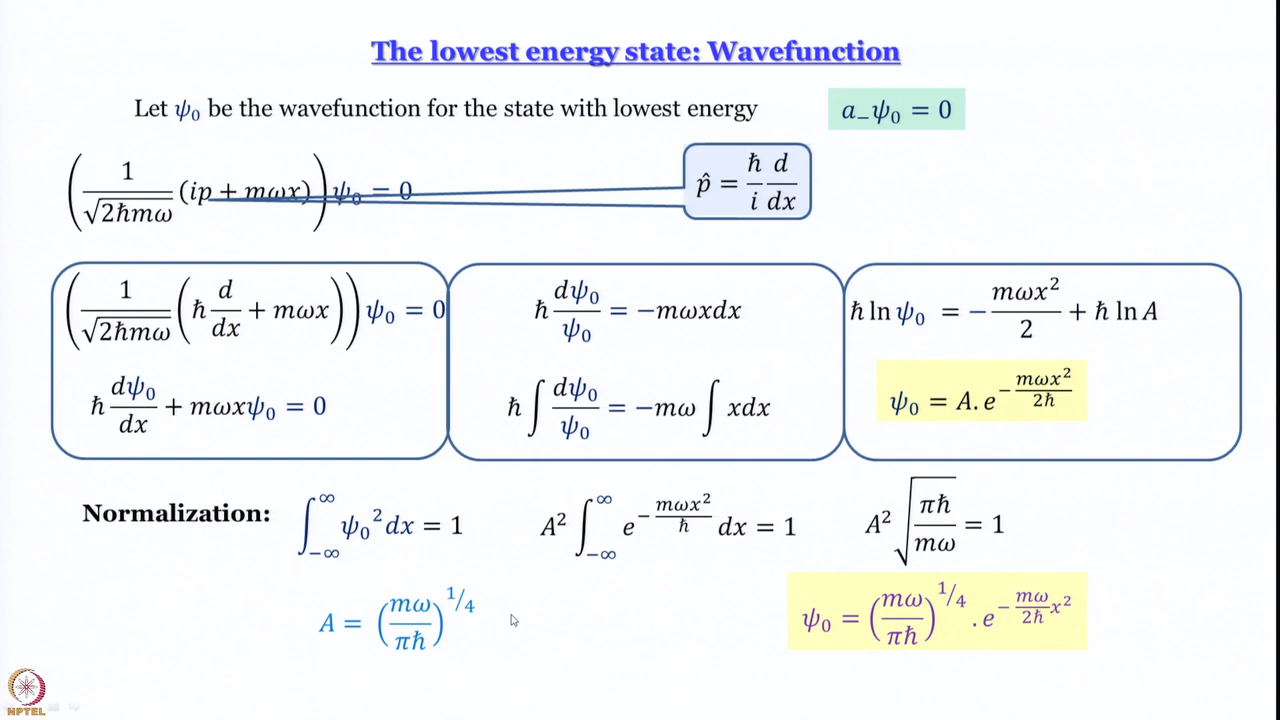 The lowest energy state: Wavefunction
Let ψ₀ be the wavefunction for the state with lowest energy a₋ψ₀ = 0
(1/√(2ħmω) (ip + mωx)) ψ₀ = 0
p̂ = ħ/i d/dx
(1/√(2ħmω) (ħ d/dx + mωx)) ψ₀ = 0
ħ dψ₀/dx + mωxψ₀ = 0
ħ dψ₀/ψ₀ = −mωxdx
ħ ∫ dψ₀/ψ₀ = −mω ∫ xdx
ħ ln ψ₀ = −mωx²/2 + ħ ln A
ψ₀ = A.e^(−mωx²/2ħ)
Normalization: ∫_{−∞}^{∞} ψ₀² dx = 1 A² ∫_{−∞}^{∞} e^(−mωx²/ħ) dx = 1 A² √(πħ/mω) = 1
A = (mω/πħ)^(1/4) ψ₀ = (mω/πħ)^(1/4) . e^(−(mω/2ħ)x²)
NPTEL